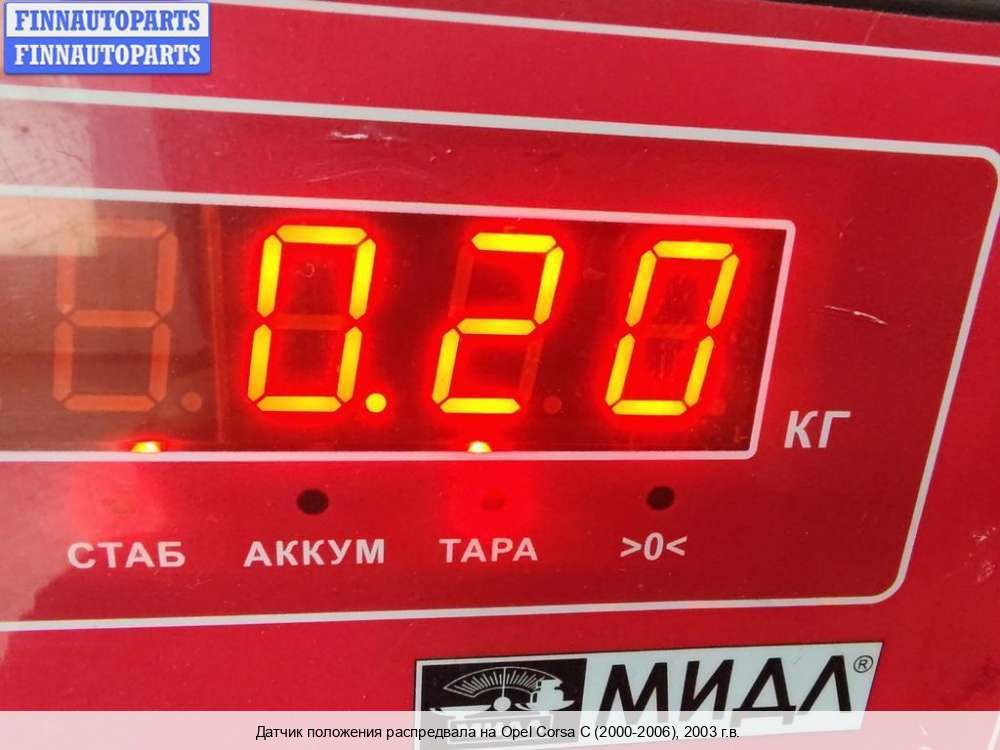 FINNAUTOPARTS
FINNAUTOPARTS
0.20
КГ
СТАБ АККУМ ТАРА >0<
МИДЛ®
МИДЛ
Датчик положения распредвала на Opel Corsa C (2000-2006), 2003 г.в.